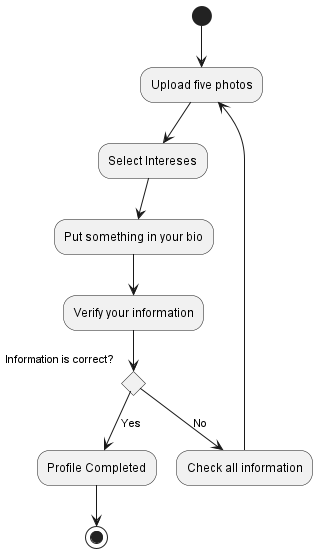 Upload five photos
Select Intereses
Put something in your bio
Verify your information
Information is correct?
Yes
No
Profile Completed
Check all information